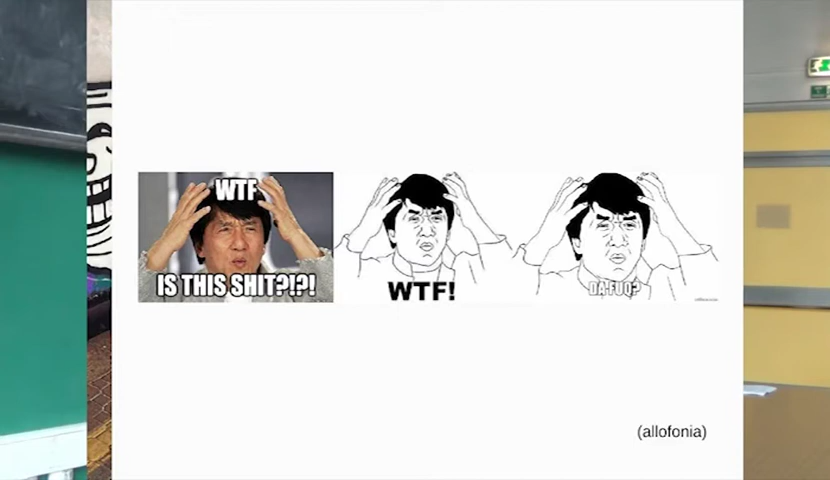 WTF
IS THIS SHIT?!?!
WTF!
DA FUQ?
(allofonia)